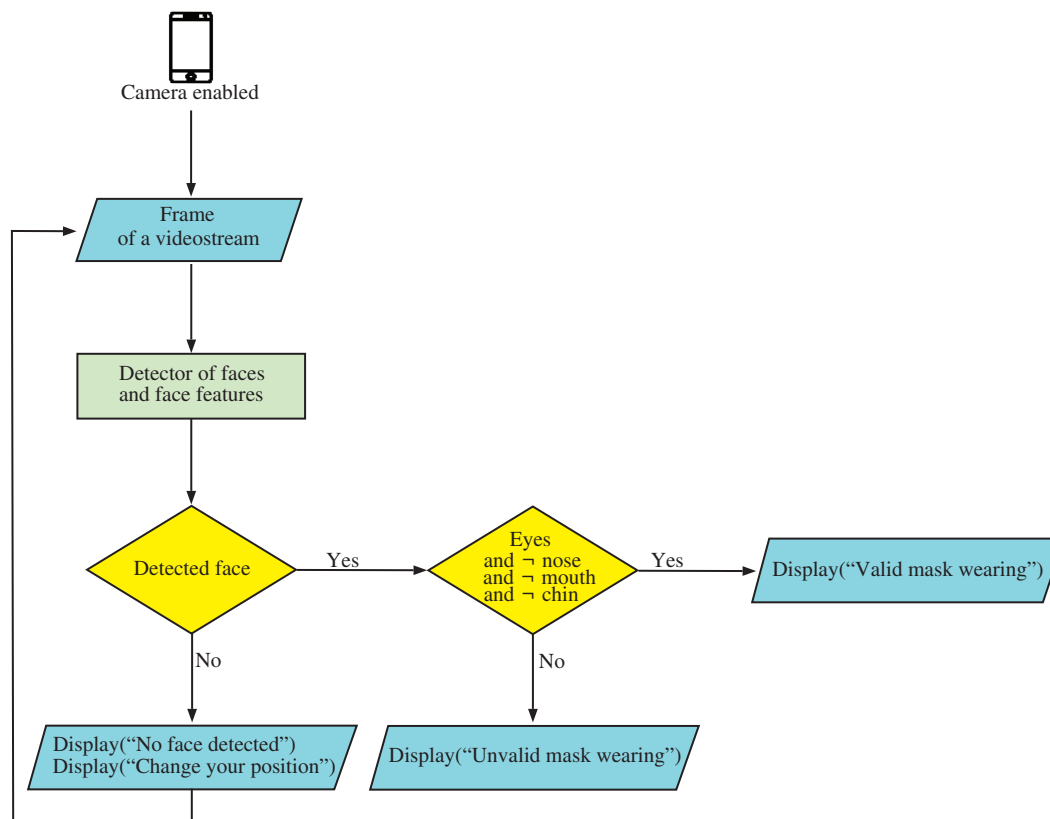 Camera enabled
Frame
of a videostream
Detector of faces
and face features
Detected face
Yes
Eyes
and ¬ nose
and ¬ mouth
and ¬ chin
Yes
Display(“Valid mask wearing”)
No
No
Display(“No face detected”)
Display(“Change your position”)
Display(“Unvalid mask wearing”)